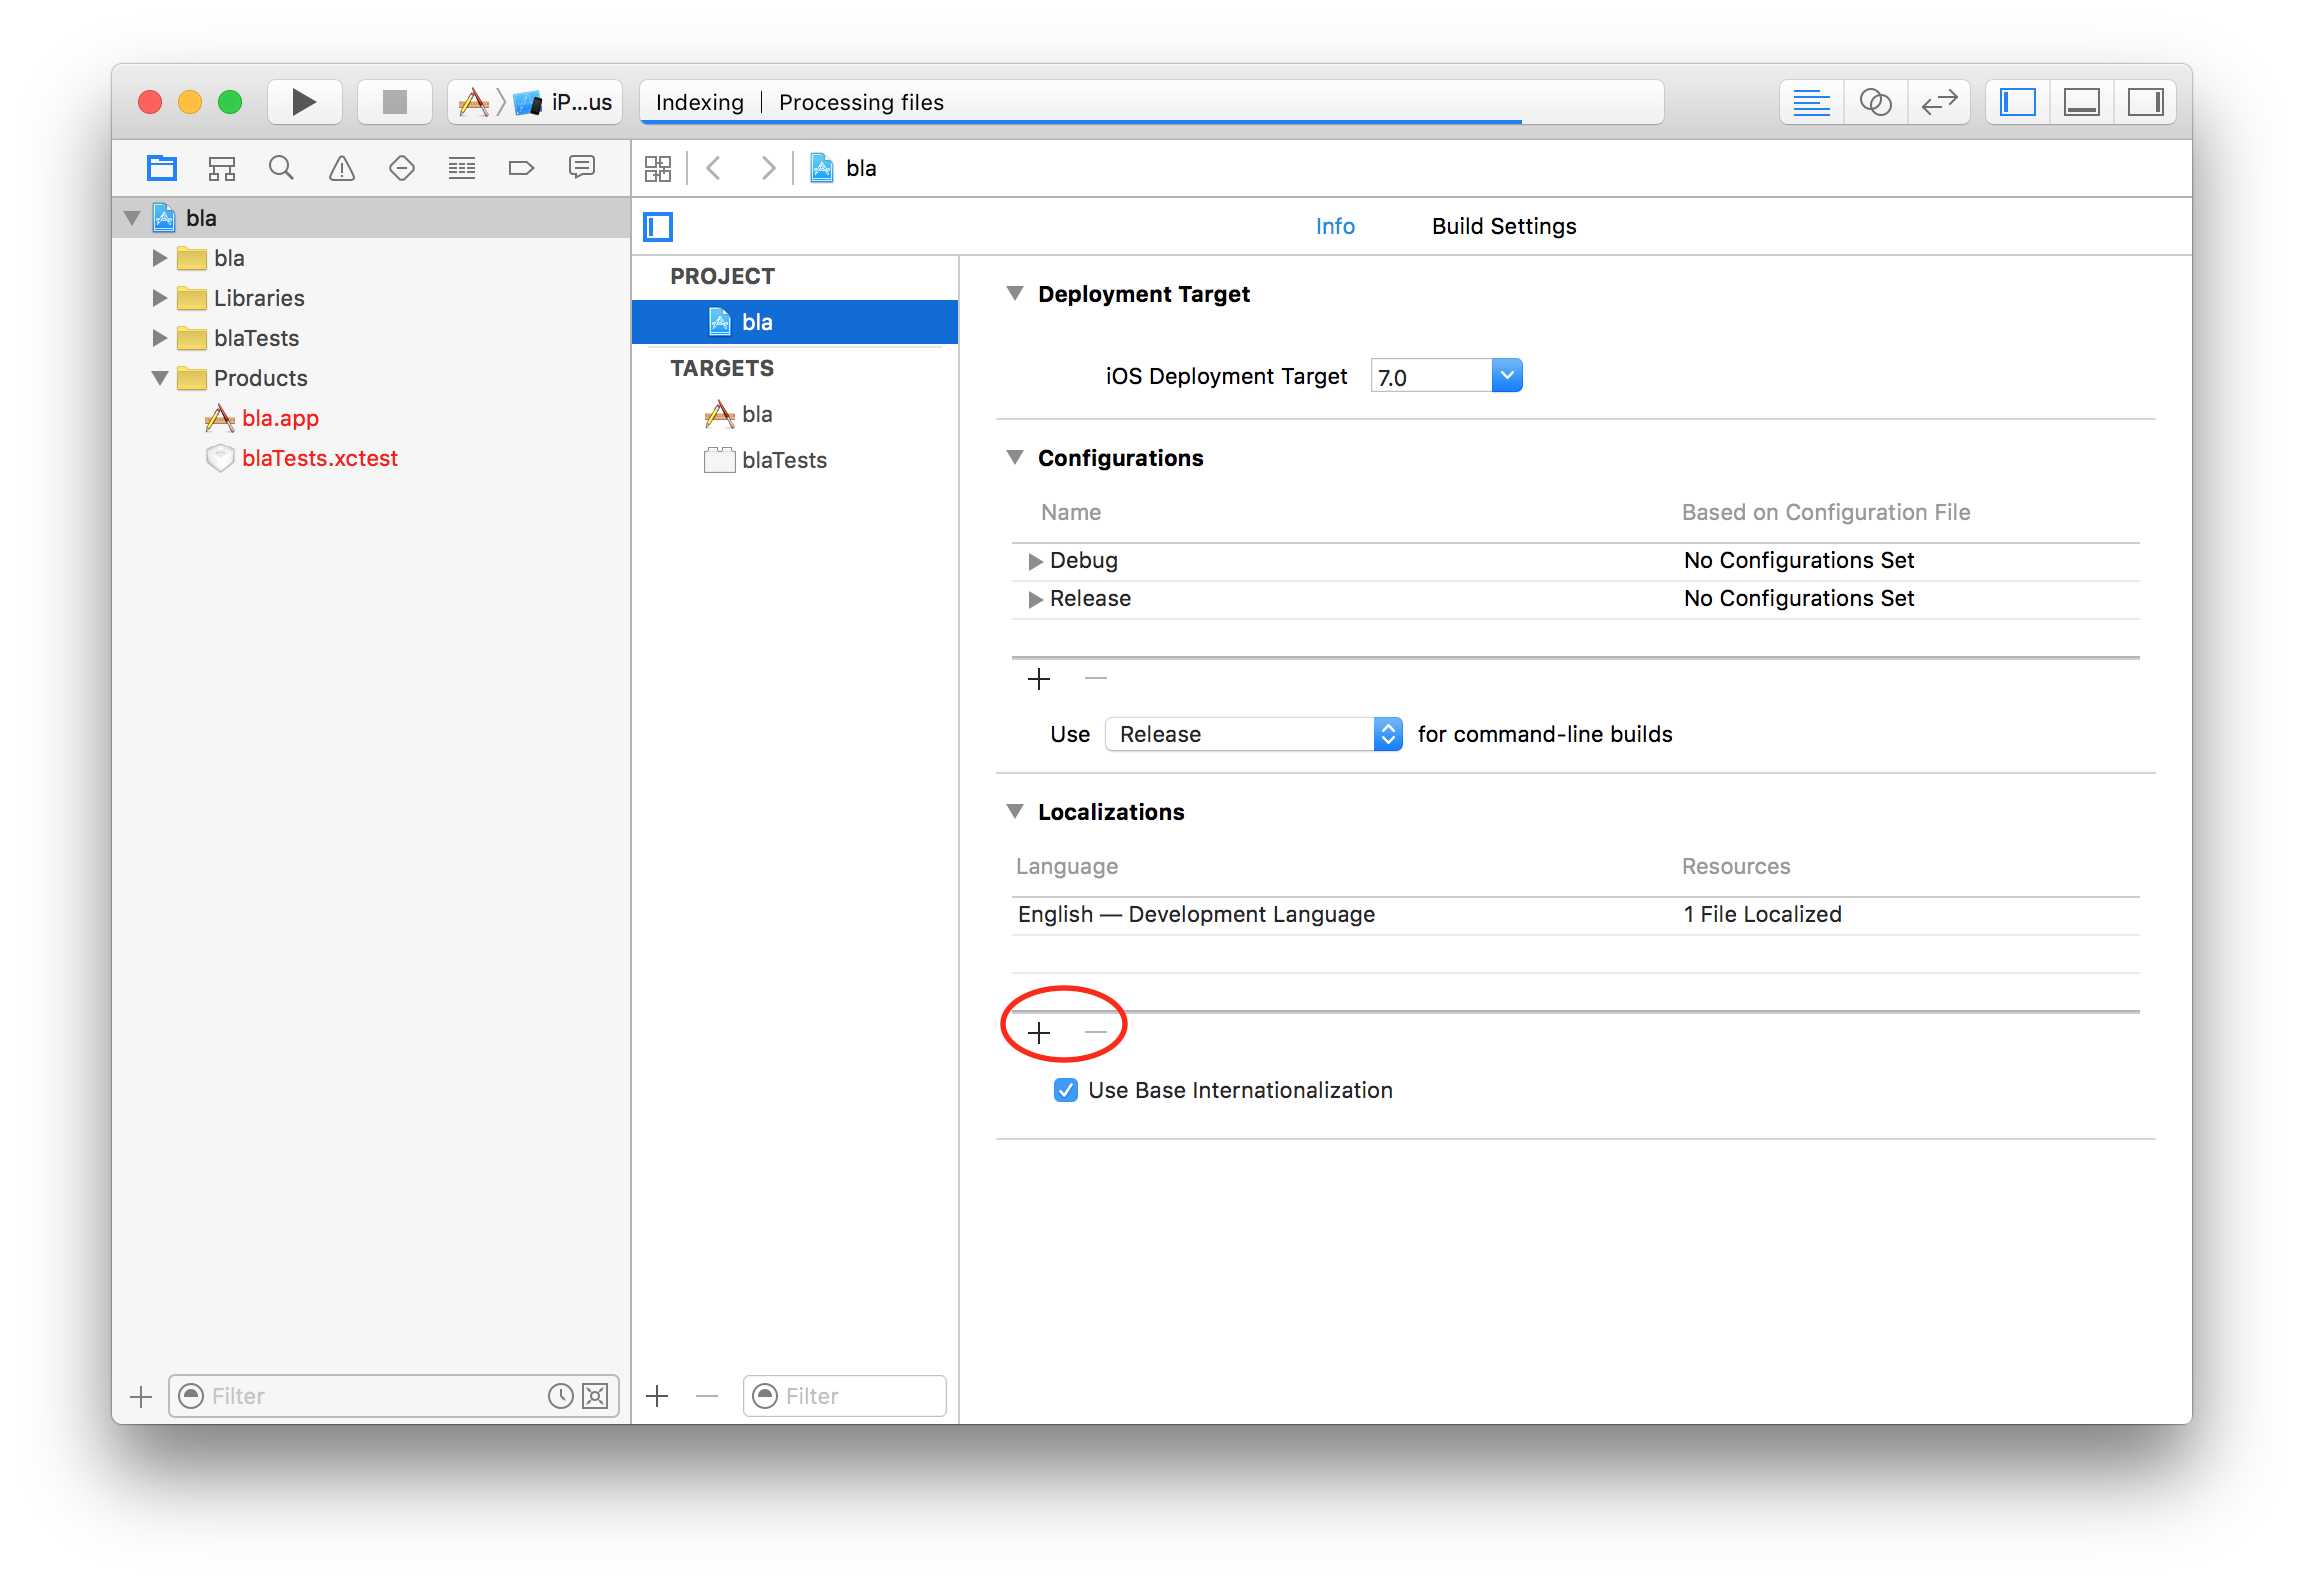 iP...us
Indexing | Processing files
bla
bla
bla
Libraries
blaTests
Products
bla.app
blaTests.xctest
Filter
Info
Build Settings
PROJECT
bla
TARGETS
bla
blaTests
Filter
Deployment Target
iOS Deployment Target 7.0
Configurations
Name Based on Configuration File
Debug No Configurations Set
Release No Configurations Set
Use Release for command-line builds
Localizations
Language Resources
English — Development Language 1 File Localized
Use Base Internationalization